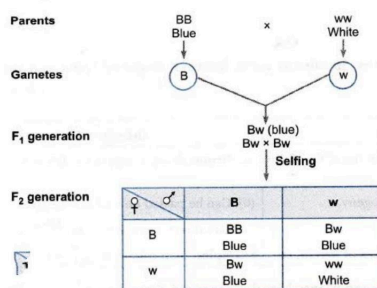 Parents BB × ww
Blue White
Gametes B w
F₁ generation Bw (blue)
Bw × Bw
Selfing
F₂ generation ♀ ♂ B w
B BB Bw
Blue Blue
w Bw ww
Blue White